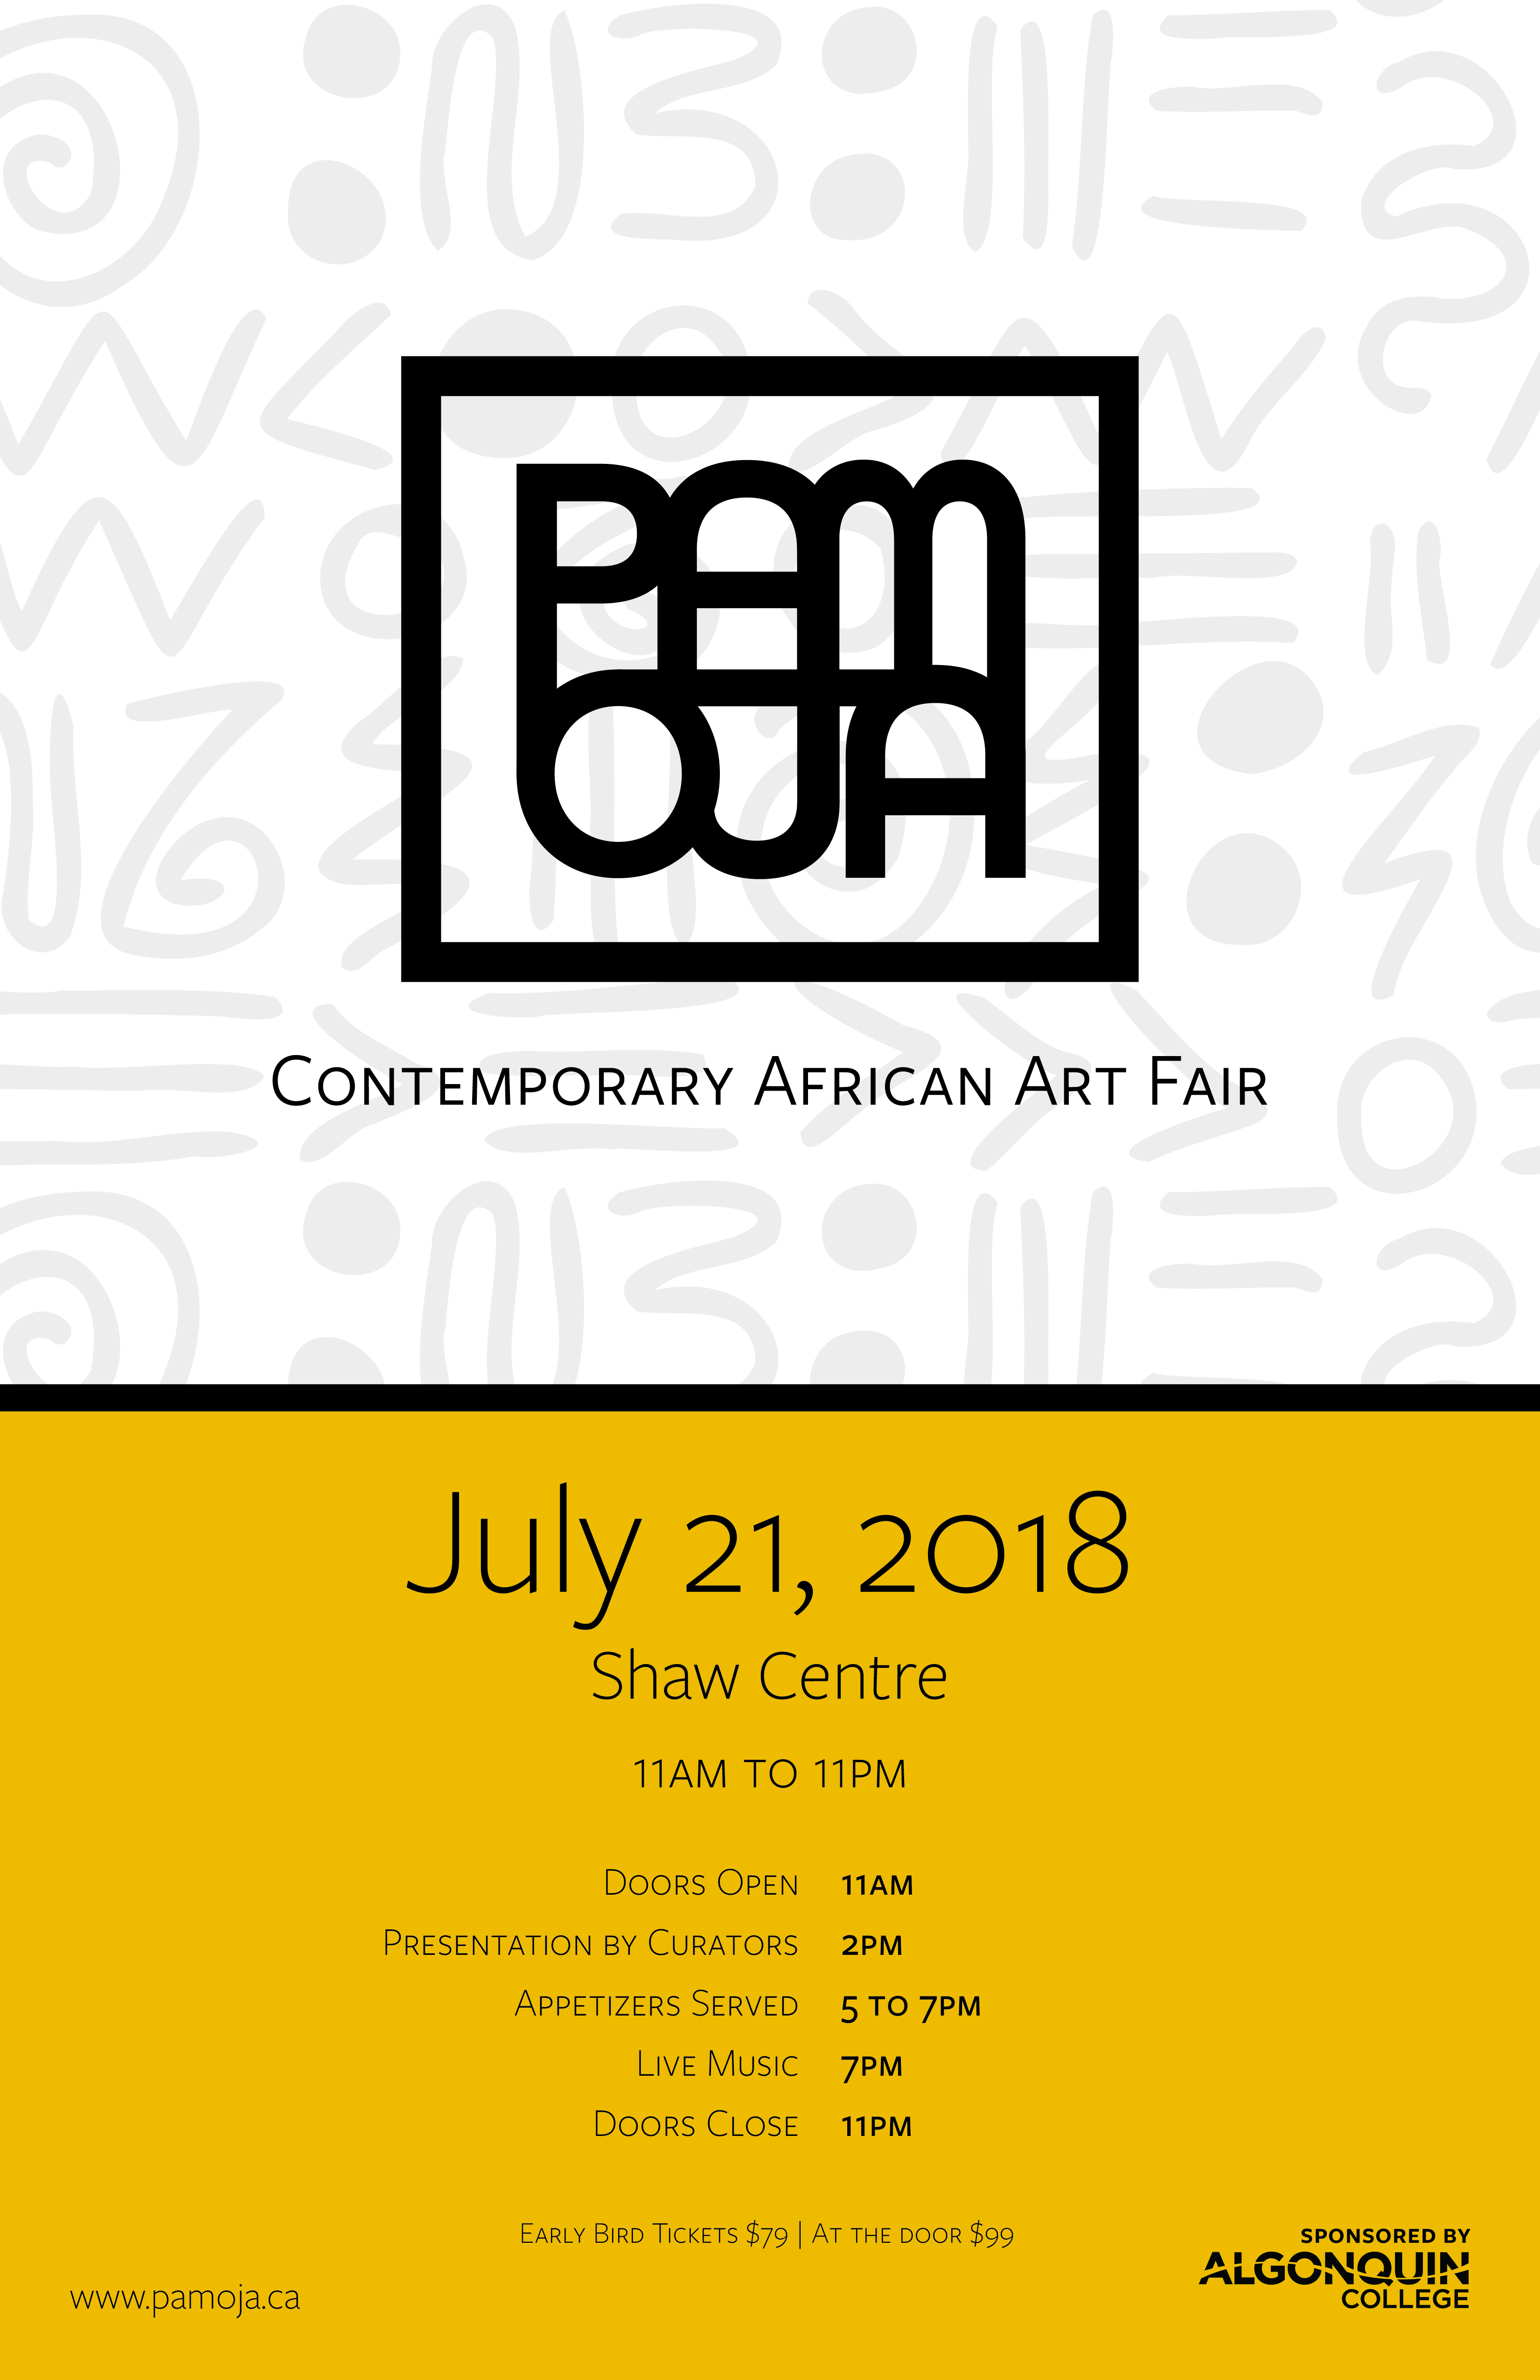 PAM
OJA
Contemporary African Art Fair
July 21, 2018
Shaw Centre
11AM TO 11PM
Doors Open 11AM
Presentation by Curators 2PM
Appetizers Served 5 TO 7PM
Live Music 7PM
Doors Close 11PM
Early Bird Tickets $79 | At the door $99
www.pamoja.ca
SPONSORED BY
ALGONQUIN
COLLEGE